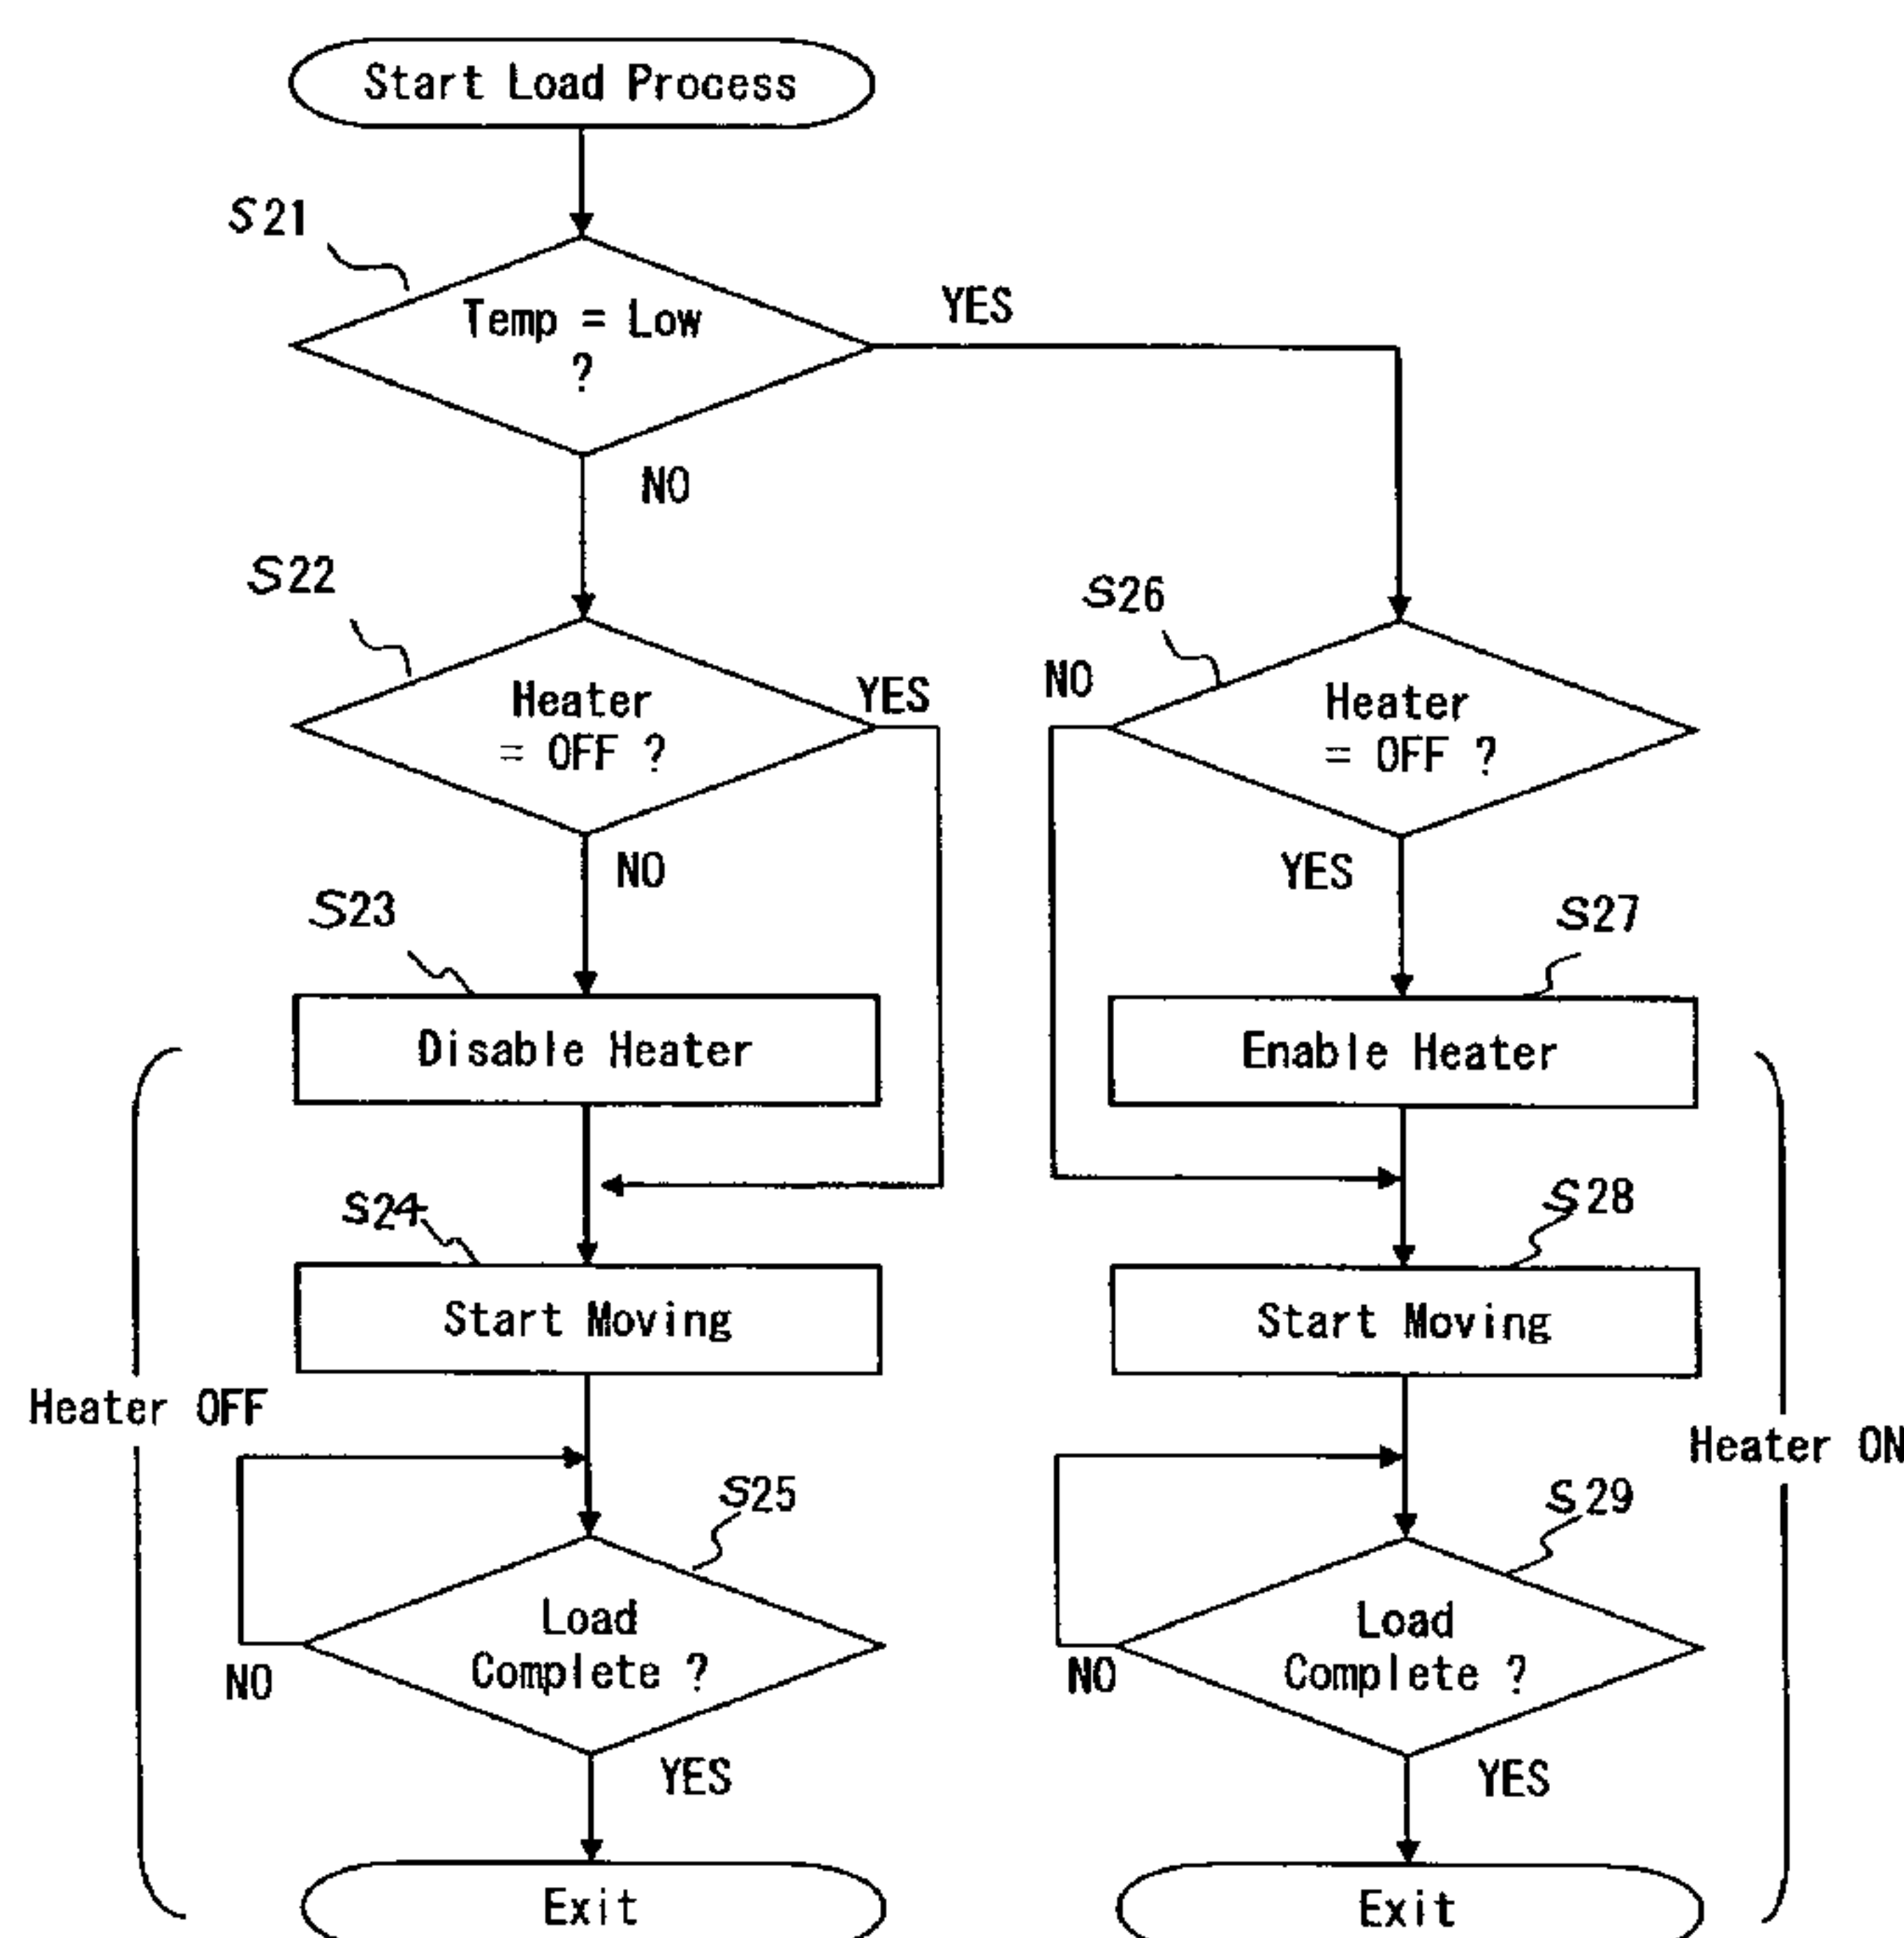 Start Load Process
S21
Temp = Low
?
YES
NO
S22
Heater
= OFF ?
YES
NO
S26
NO
Heater
= OFF ?
YES
S23
Disable Heater
S27
Enable Heater
S24
Start Moving
S28
Start Moving
Heater OFF
Heater ON
S25
Load
Complete ?
NO
YES
S29
Load
Complete ?
NO
YES
Exit
Exit